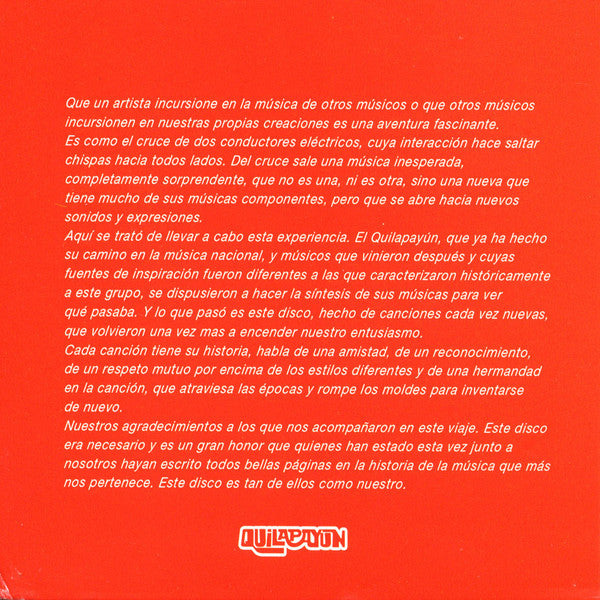 Que un artista incursione en la música de otros músicos o que otros músicos
incursionen en nuestras propias creaciones es una aventura fascinante.
Es como el cruce de dos conductores eléctricos, cuya interacción hace saltar
chispas hacia todos lados. Del cruce sale una música inesperada,
completamente sorprendente, que no es una, ni es otra, sino una nueva que
tiene mucho de sus músicas componentes, pero que se abre hacia nuevos
sonidos y expresiones.
Aquí se trató de llevar a cabo esta experiencia. El Quilapayún, que ya ha hecho
su camino en la música nacional, y músicos que vinieron después y cuyas
fuentes de inspiración fueron diferentes a las que caracterizaron históricamente
a este grupo, se dispusieron a hacer la síntesis de sus músicas para ver
qué pasaba. Y lo que pasó es este disco, hecho de canciones cada vez nuevas,
que volvieron una vez mas a encender nuestro entusiasmo.
Cada canción tiene su historia, habla de una amistad, de un reconocimiento,
de un respeto mutuo por encima de los estilos diferentes y de una hermandad
en la canción, que atraviesa las épocas y rompe los moldes para inventarse
de nuevo.
Nuestros agradecimientos a los que nos acompañaron en este viaje. Este disco
era necesario y es un gran honor que quienes han estado esta vez junto a
nosotros hayan escrito todos bellas páginas en la historia de la música que más
nos pertenece. Este disco es tan de ellos como nuestro.
QUILAPAYÚN